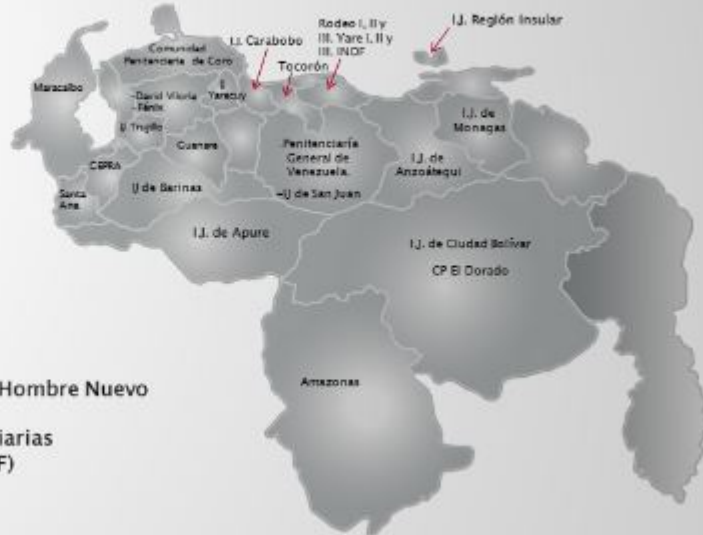 Rodeo I, II y
III. Yare I, II y
III. INOF
I.J. Región Insular
I.J. Carabobo
Tocorón
Comunidad
Penitenciaria de Coro
Maracaibo
-David Viloria
-Fénix
IJ
Yaracuy
IJ Trujillo
Guanare
CEPRA
Santa
Ana
IJ de Barinas
Penitenciaría
General de
Venezuela.
-IJ de San Juan
I.J. de
Monagas
I.J. de
Anzoátegui
I.J. de Apure
I.J. de Ciudad Bolívar
CP El Dorado
Amazonas
Hombre Nuevo
iarias
F)